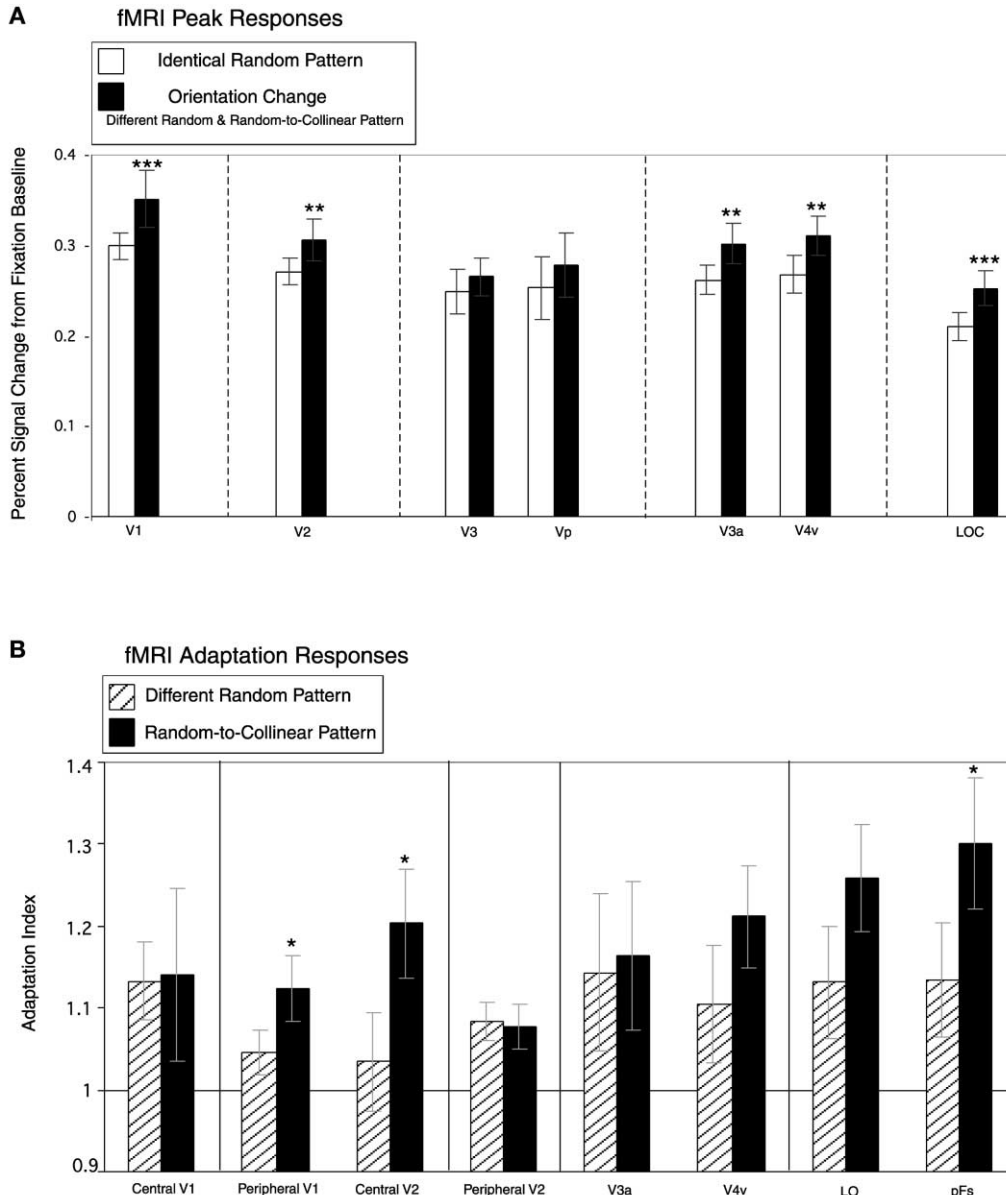 A
fMRI Peak Responses
Identical Random Pattern
Orientation Change
Different Random & Random-to-Collinear Pattern
Percent Signal Change from Fixation Baseline
0.4
0.3
0.2
0.1
0
***
**
**
**
***
V1
V2
V3
Vp
V3a
V4v
LOC
B
fMRI Adaptation Responses
Different Random Pattern
Random-to-Collinear Pattern
Adaptation Index
1.4
1.3
1.2
1.1
1
0.9
*
*
*
Central V1
Peripheral V1
Central V2
Peripheral V2
V3a
V4v
LO
pFs